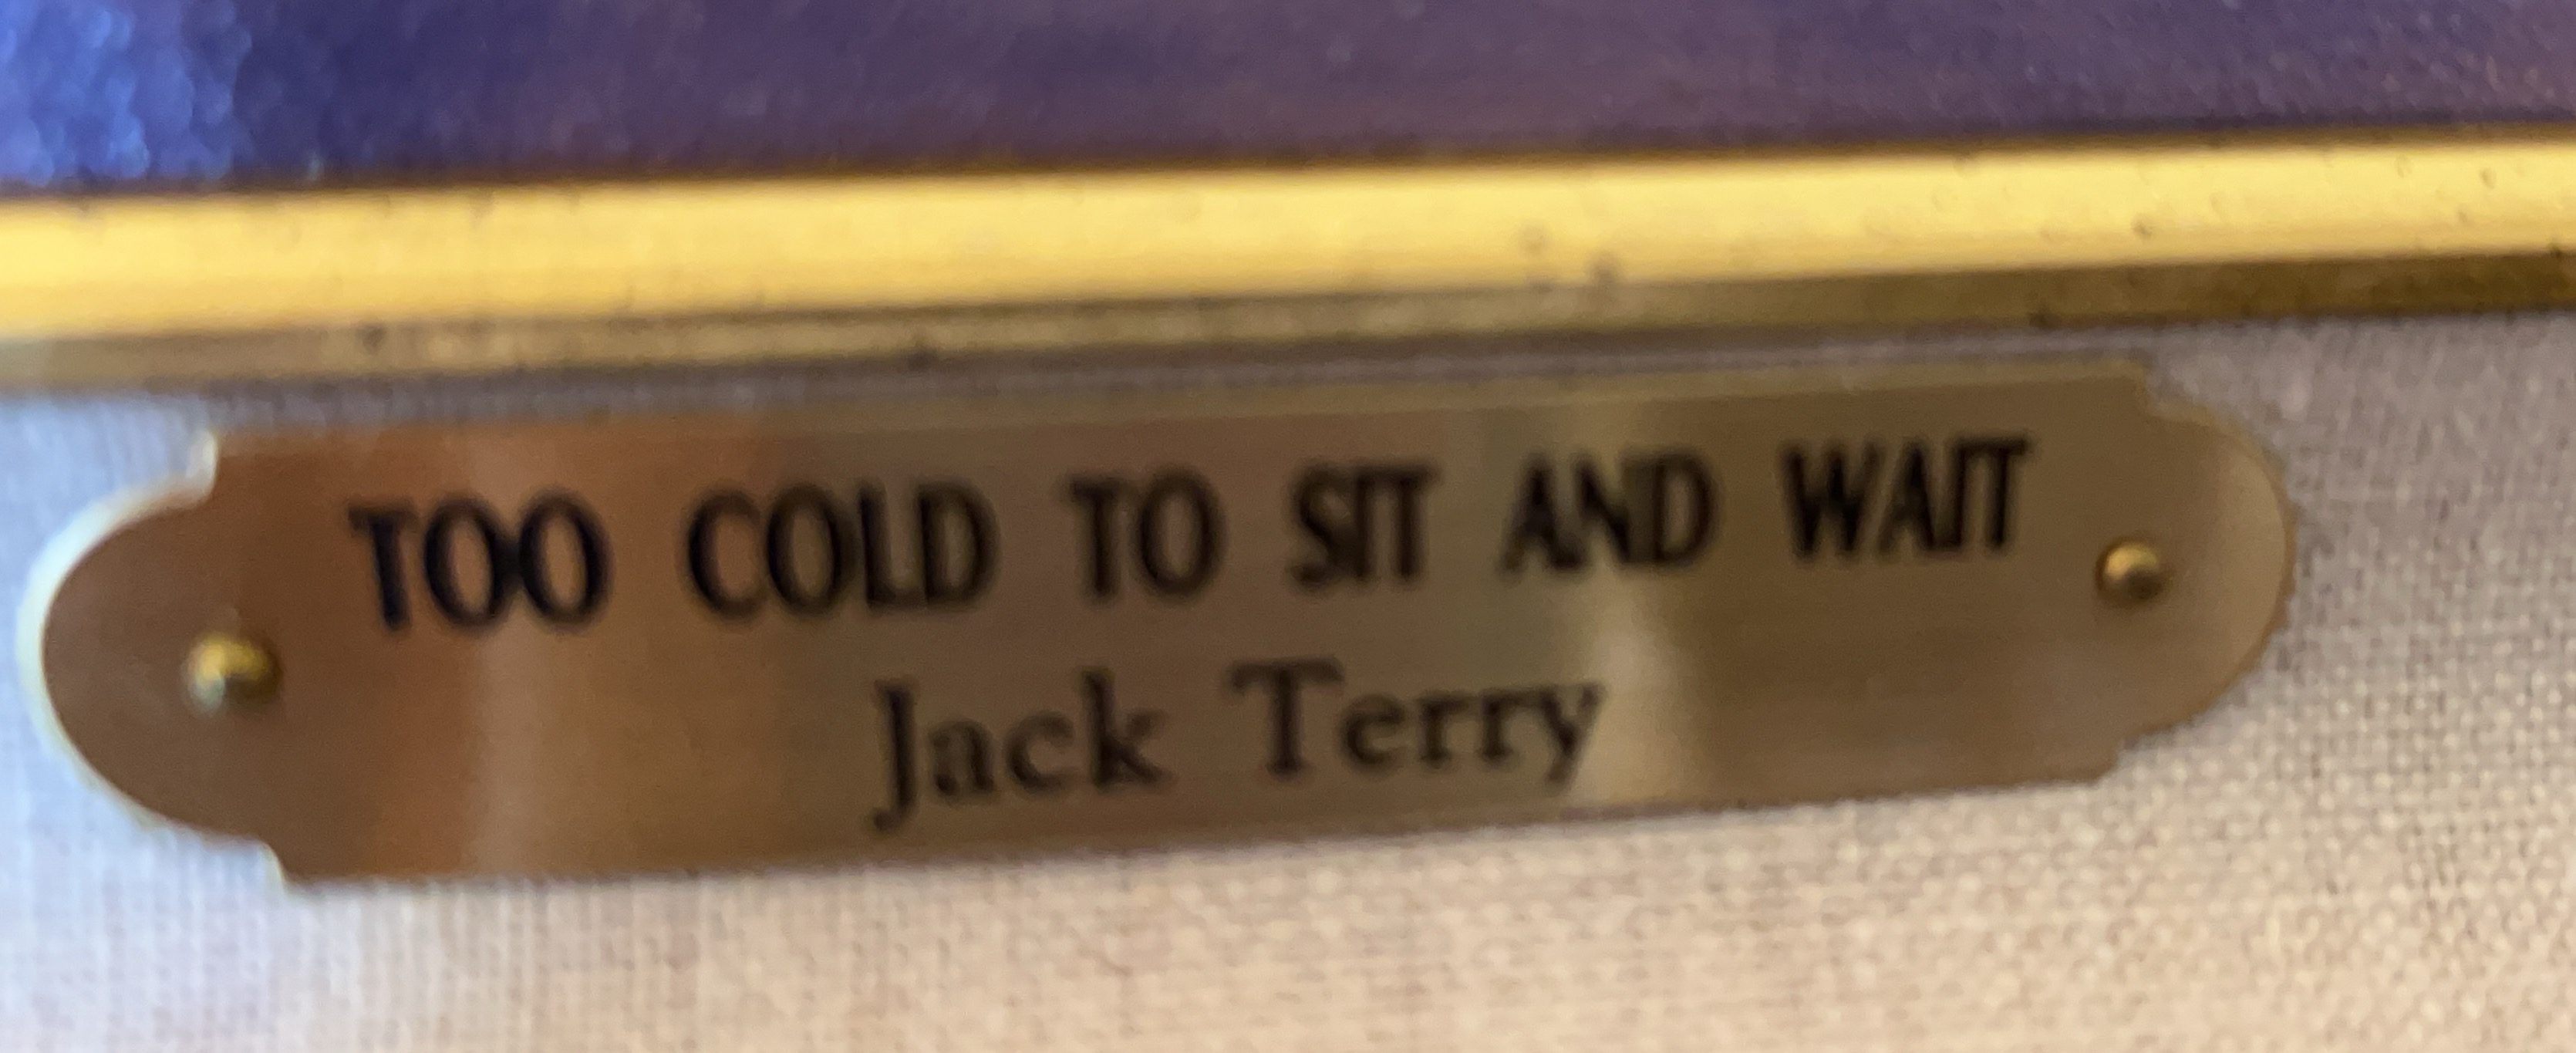 TOO COLD TO SIT AND WAIT
Jack Terry